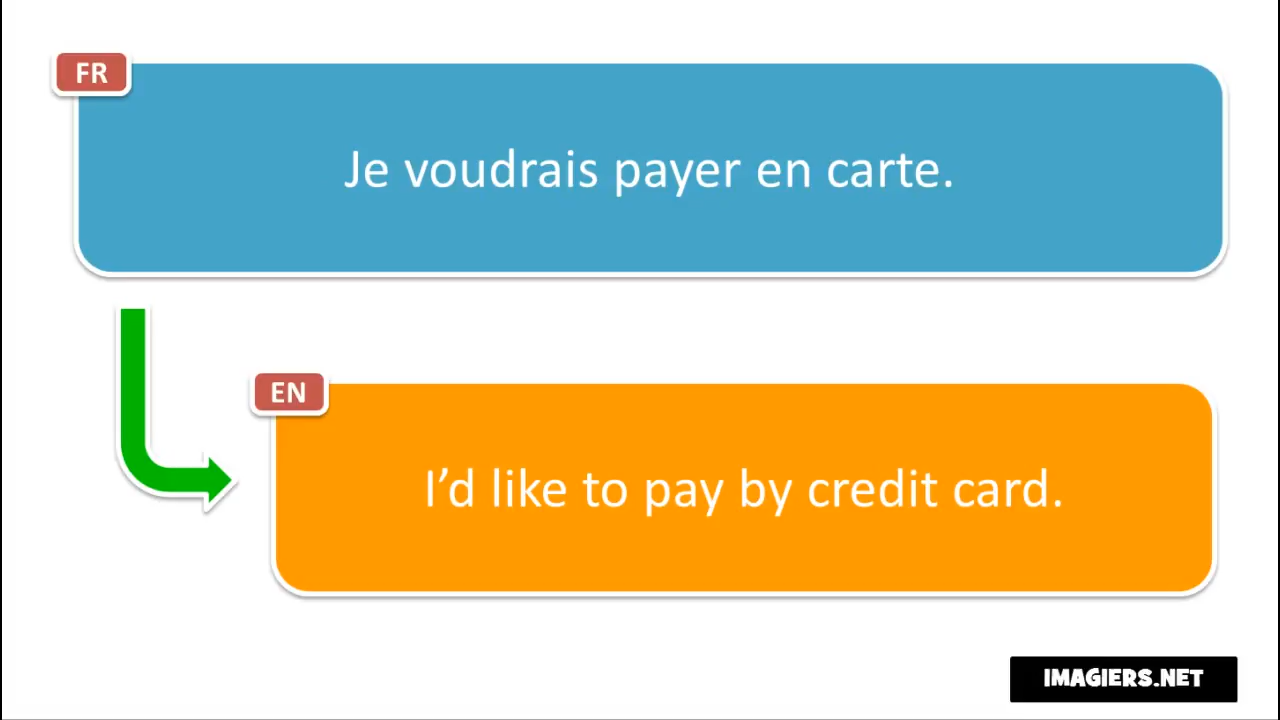 FR
Je voudrais payer en carte.
EN
I’d like to pay by credit card.
IMAGIERS.NET